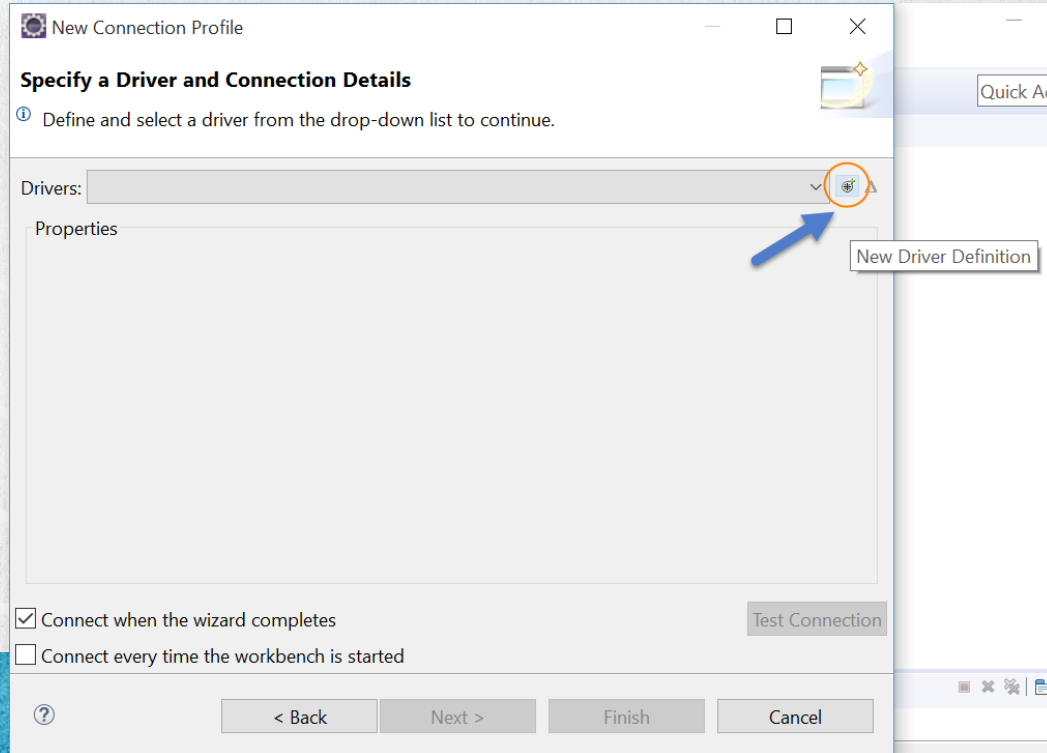 New Connection Profile
Specify a Driver and Connection Details
Define and select a driver from the drop-down list to continue.
Quick
Drivers:
Properties
New Driver Definition
Connect when the wizard completes
Test Connection
Connect every time the workbench is started
< Back
Next >
Finish
Cancel